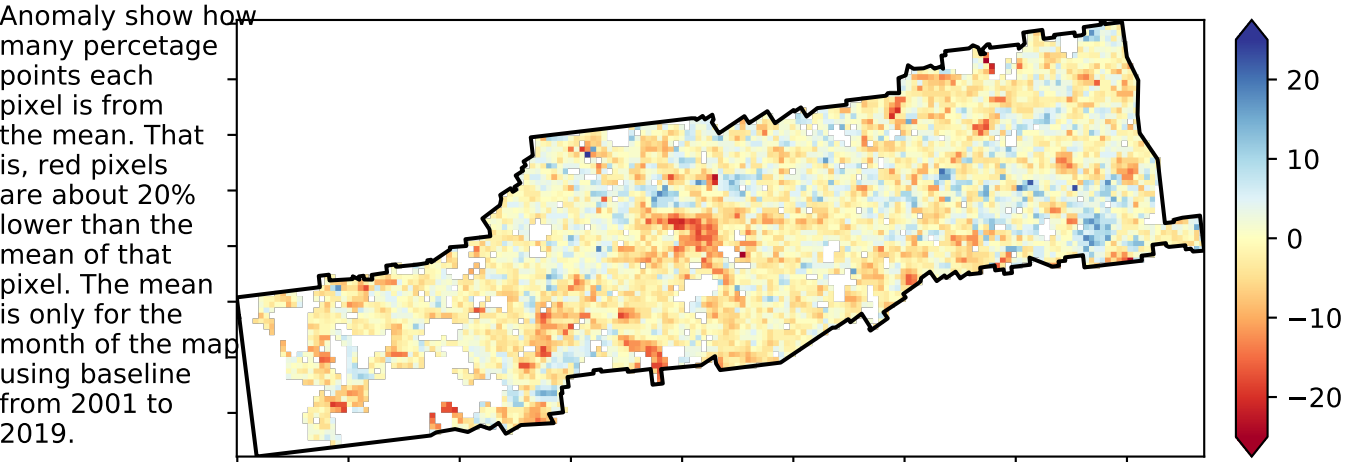 Anomaly show how
many percetage
points each
pixel is from
the mean. That
is, red pixels
are about 20%
lower than the
mean of that
pixel. The mean
is only for the
month of the map
using baseline
from 2001 to
2019.
20
10
0
−10
−20